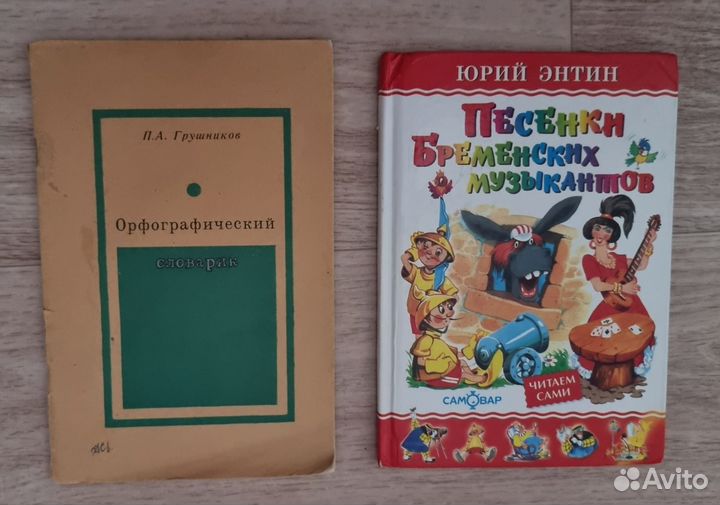 П.А. Грушников
Орфографический
словарик
ЮРИЙ ЭНТИН
ПЕСЕНКИ
БРЕМЕНСКИХ
МУЗЫКАНТОВ
ЧИТАЕМ
САМИ
САМОВАР
Avito